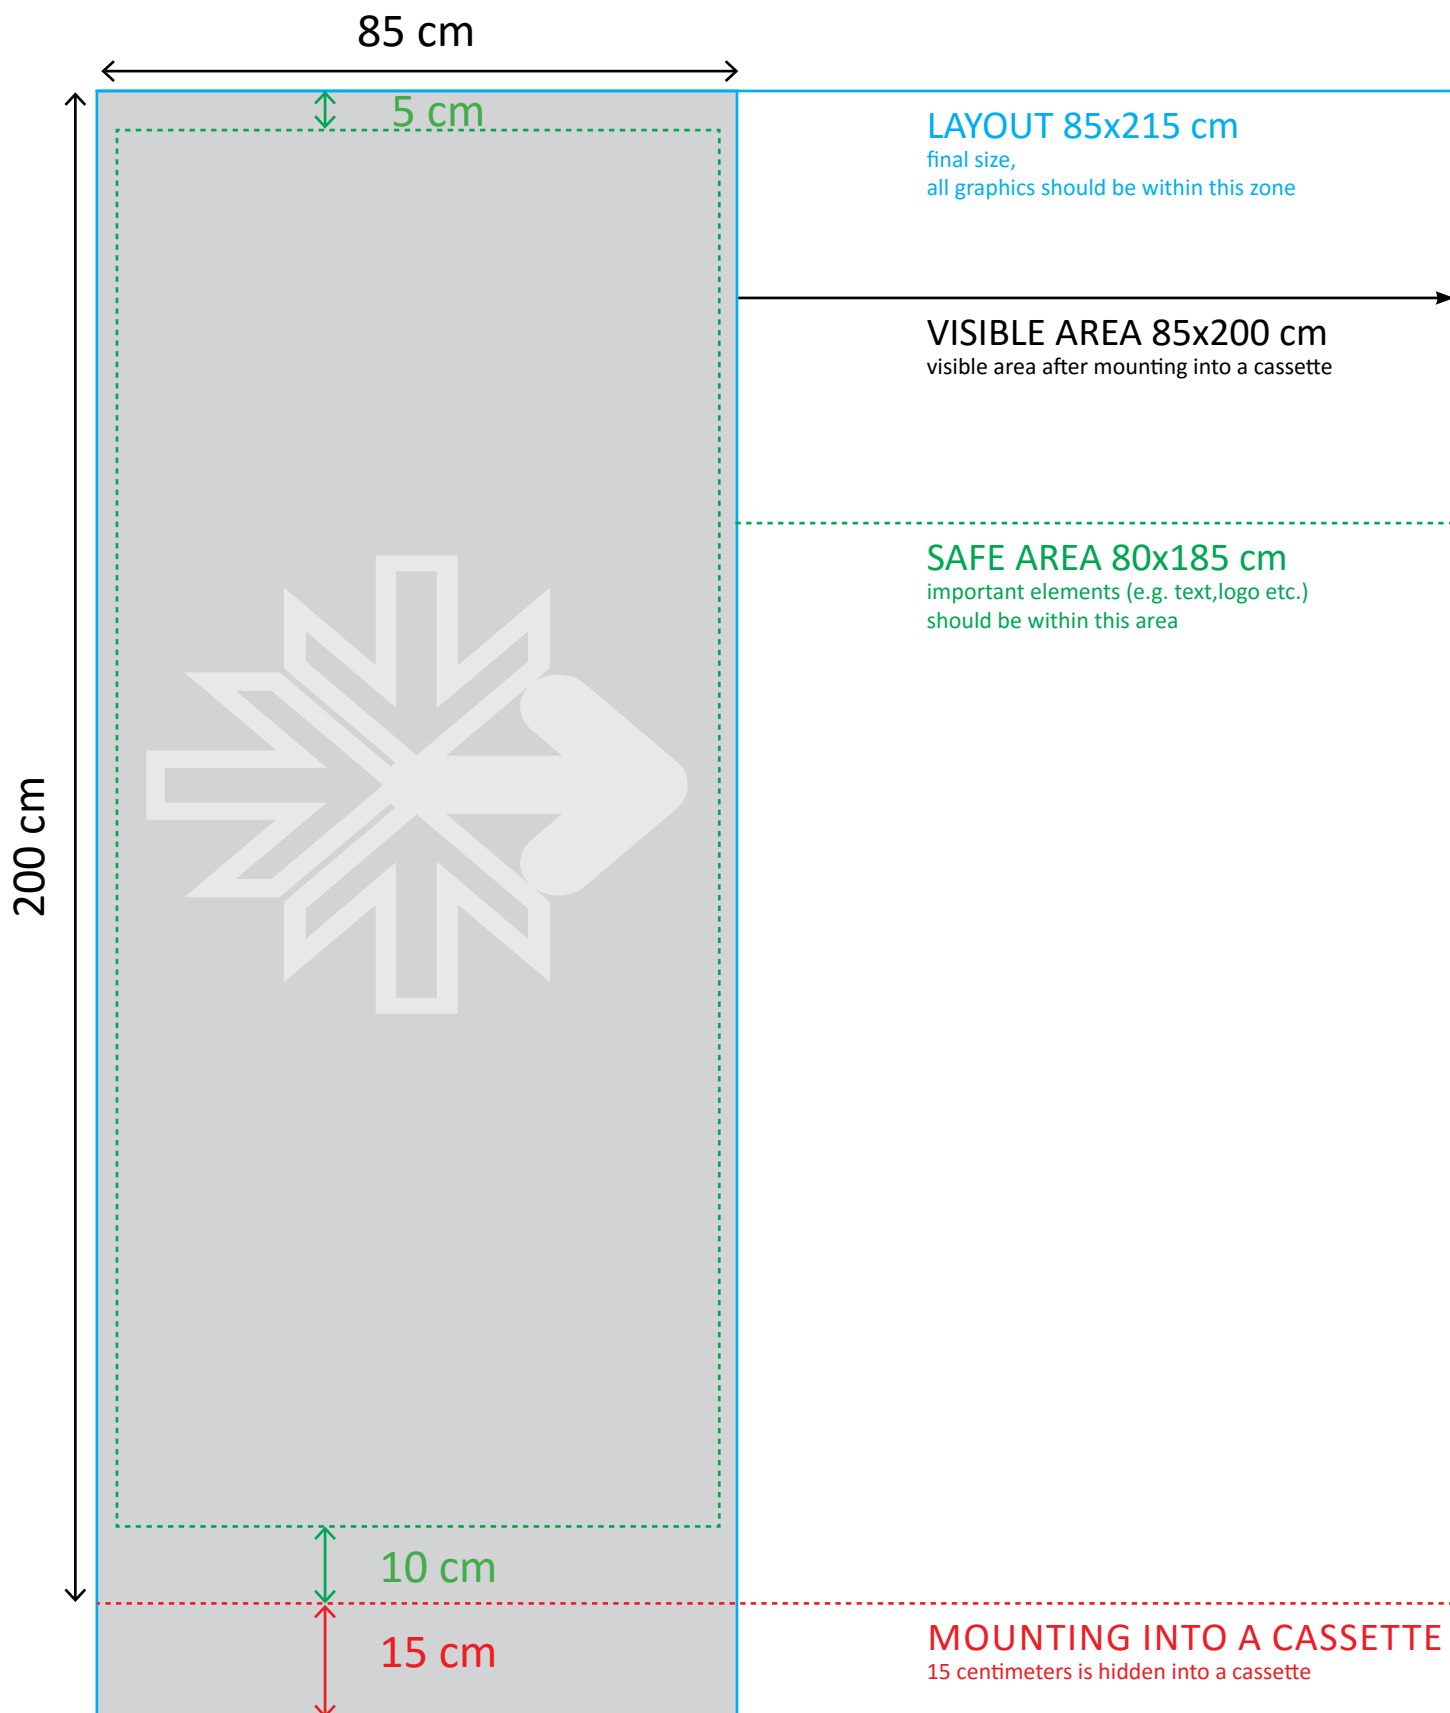 85 cm
5 cm
LAYOUT 85x215 cm
final size,
all graphics should be within this zone
VISIBLE AREA 85x200 cm
visible area after mounting into a cassette
SAFE AREA 80x185 cm
important elements (e.g. text,logo etc.)
should be within this area
200 cm
10 cm
15 cm
MOUNTING INTO A CASSETTE
15 centimeters is hidden into a cassette